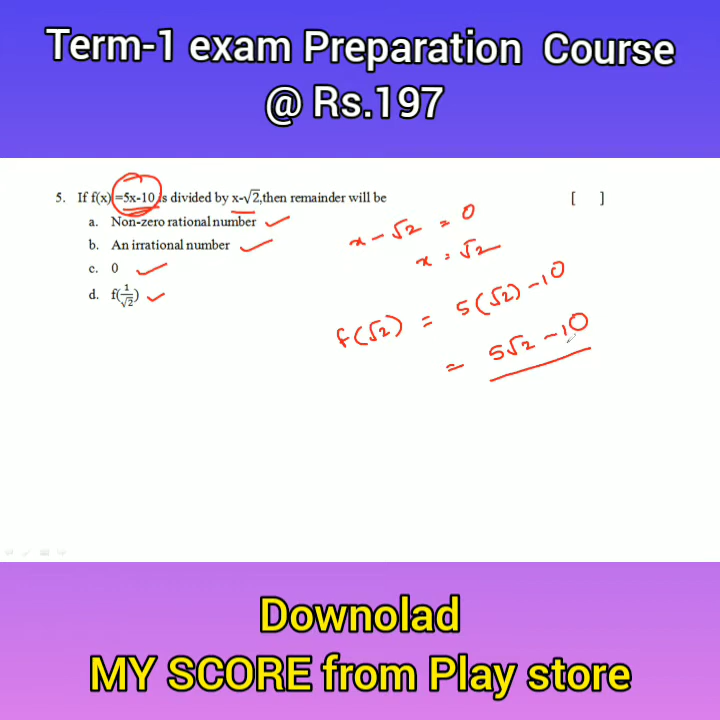 Term-1 exam Preparation Course
@ Rs.197
5. If f(x) =5x-10 is divided by x-√2,then remainder will be [ ]
a. Non-zero rational number
b. An irrational number
c. 0
d. f(1/√2)
x - √2 = 0
x = √2
f(√2) = 5(√2) - 10
= 5√2 - 10
Downolad
MY SCORE from Play store